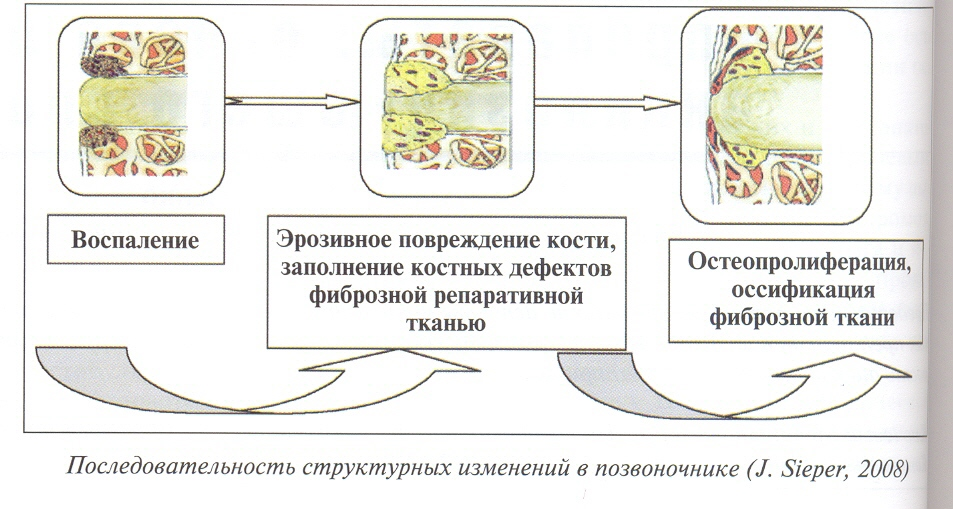 Воспаление
Эрозивное повреждение кости,
заполнение костных дефектов
фиброзной репаративной
тканью
Остеопролиферация,
оссификация
фиброзной ткани
Последовательность структурных изменений в позвоночнике (J. Sieper, 2008)